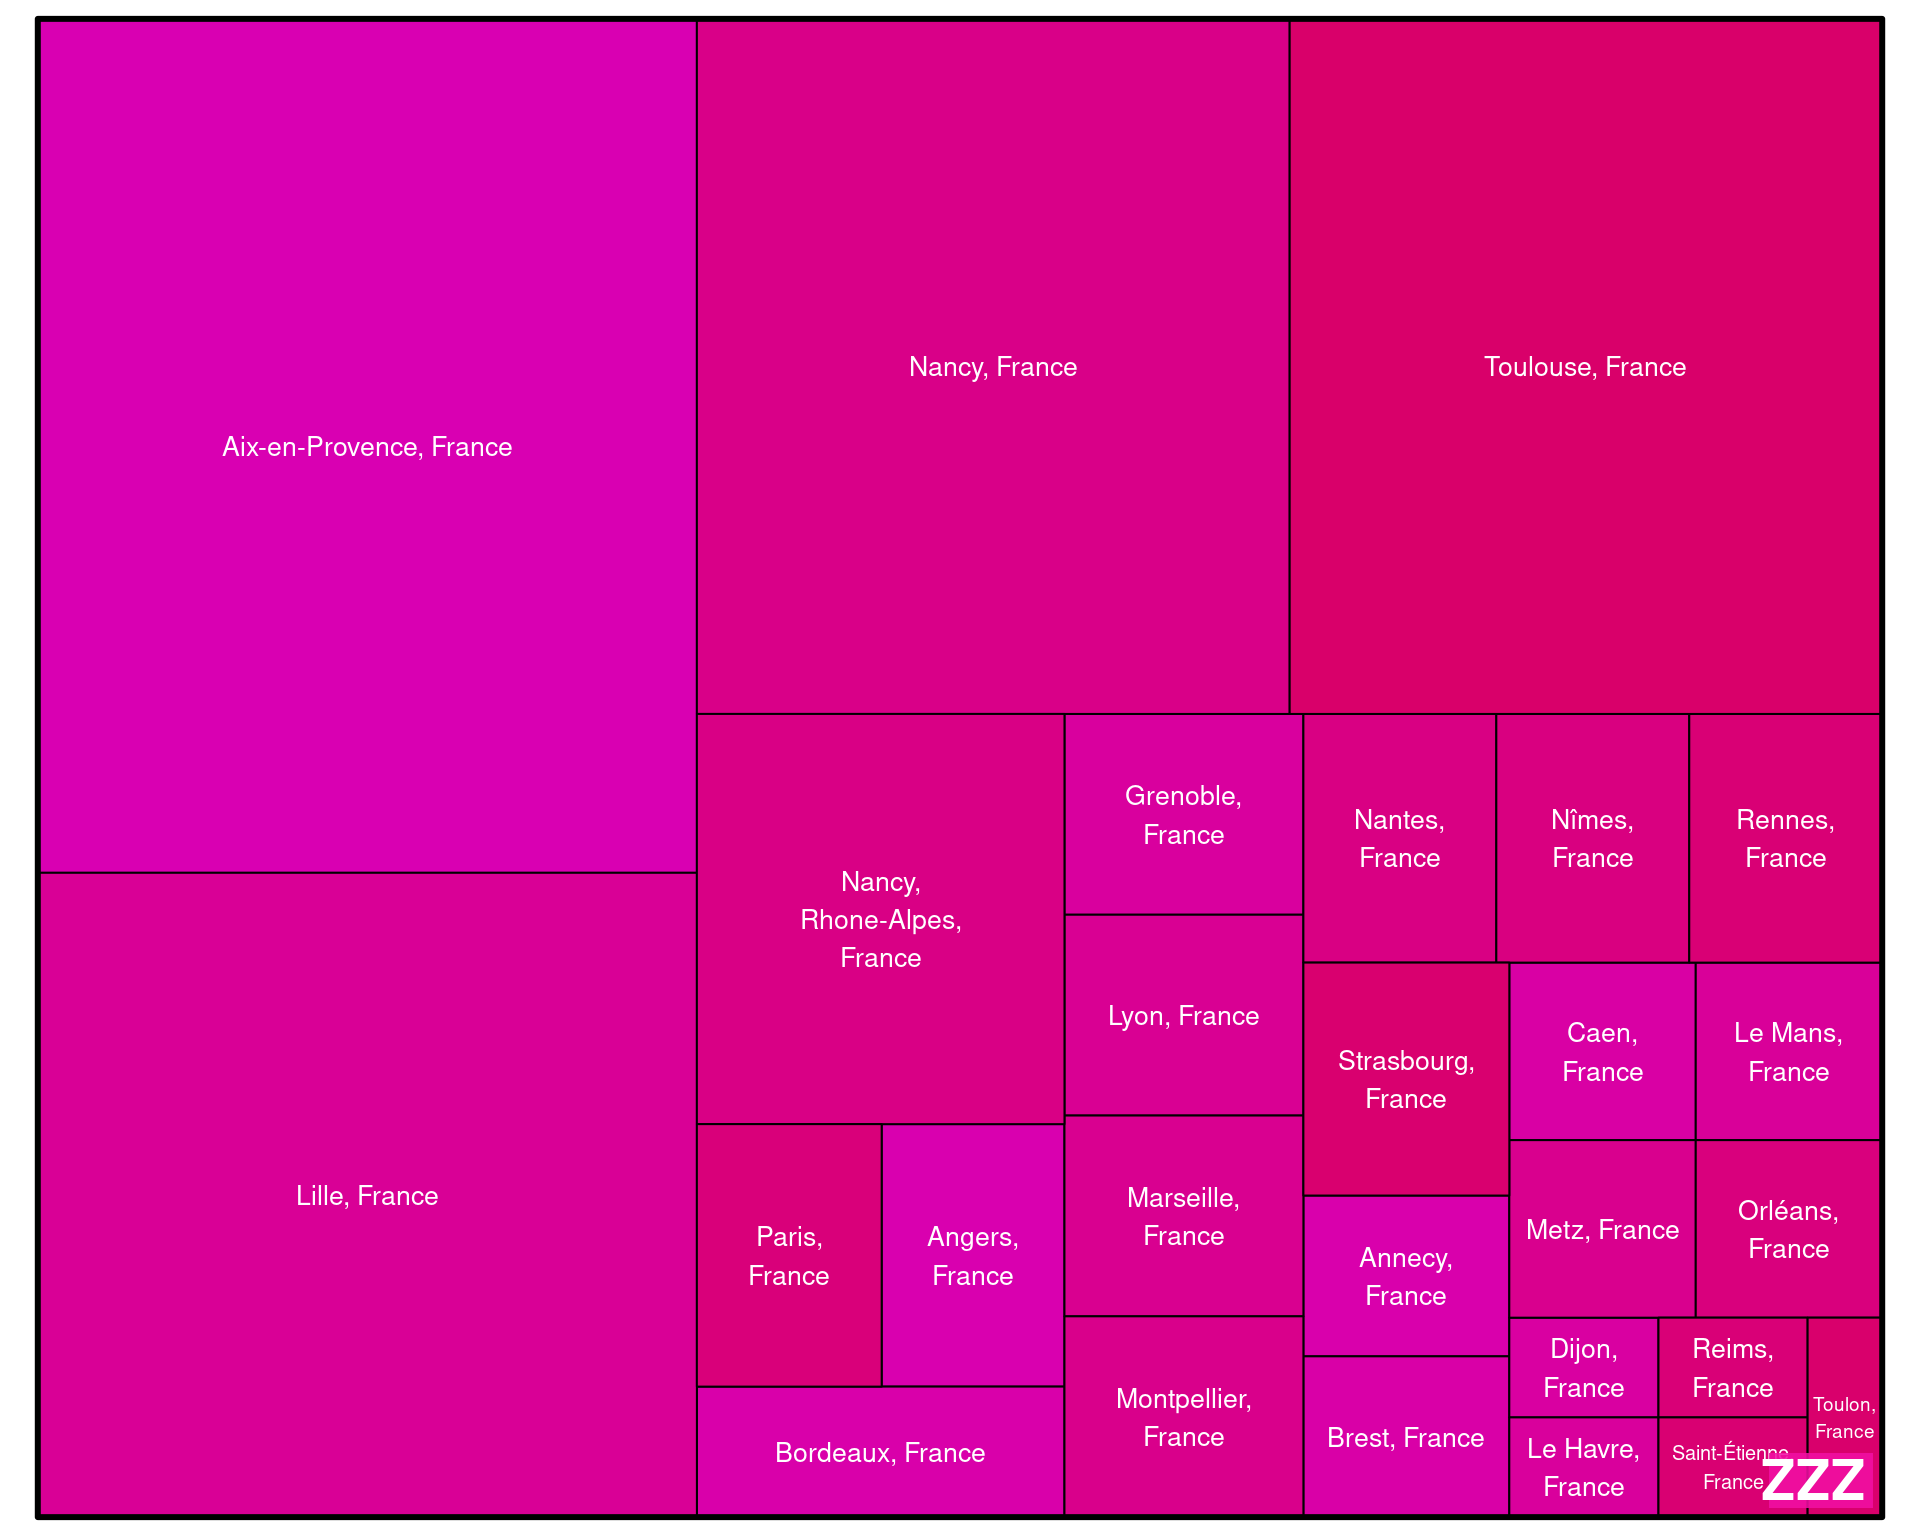 Aix-en-Provence, France
Lille, France
Nancy, France
Toulouse, France
Nancy,
Rhone-Alpes,
France
Paris,
France
Angers,
France
Bordeaux, France
Grenoble,
France
Lyon, France
Marseille,
France
Montpellier,
France
Nantes,
France
Nîmes,
France
Rennes,
France
Strasbourg,
France
Annecy,
France
Brest, France
Caen,
France
Le Mans,
France
Metz, France
Orléans,
France
Dijon,
France
Le Havre,
France
Reims,
France
Saint-Étienne,
France
Toulon,
France
ZZZ